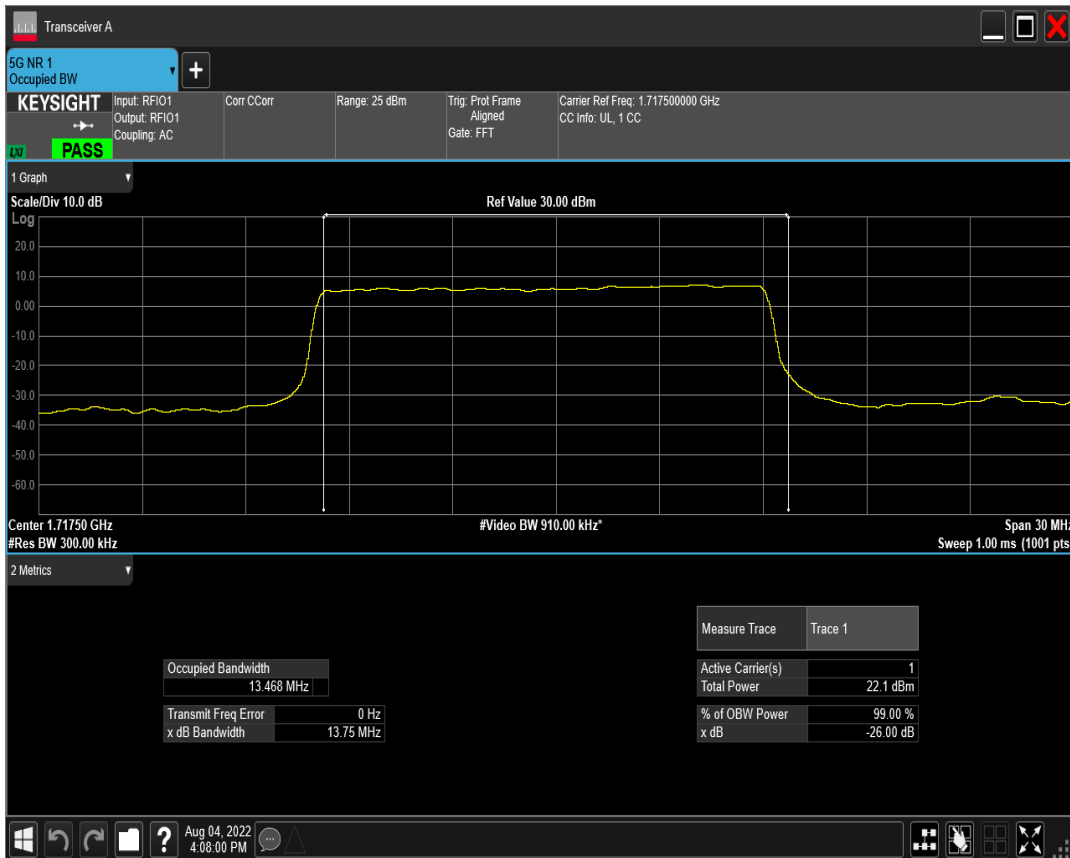 Transceiver A
5G NR 1
Occupied BW
KEYSIGHT
LXI
PASS
Input: RFIO1
Output: RFIO1
Coupling: AC
Corr CCorr
Range: 25 dBm
Trig: Prot Frame
Aligned
Gate: FFT
Carrier Ref Freq: 1.717500000 GHz
CC Info: UL, 1 CC
1 Graph
Scale/Div 10.0 dB
Ref Value 30.00 dBm
Log
20.0
10.0
0.00
-10.0
-20.0
-30.0
-40.0
-50.0
-60.0
Center 1.71750 GHz
#Video BW 910.00 kHz*
Span 30 MHz
#Res BW 300.00 kHz
Sweep 1.00 ms (1001 pts
2 Metrics
Measure Trace Trace 1
Occupied Bandwidth
13.468 MHz
Active Carrier(s) 1
Total Power 22.1 dBm
Transmit Freq Error 0 Hz
x dB Bandwidth 13.75 MHz
% of OBW Power 99.00 %
x dB -26.00 dB
Aug 04, 2022
4:08:00 PM